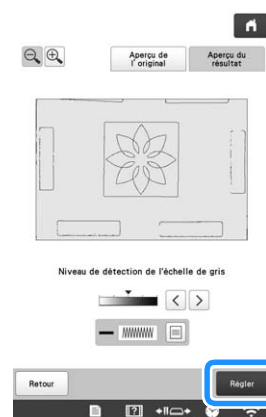 Aperçu de
l'original
Aperçu du
résultat
Niveau de détection de l'échelle de gris
Retour
Régler